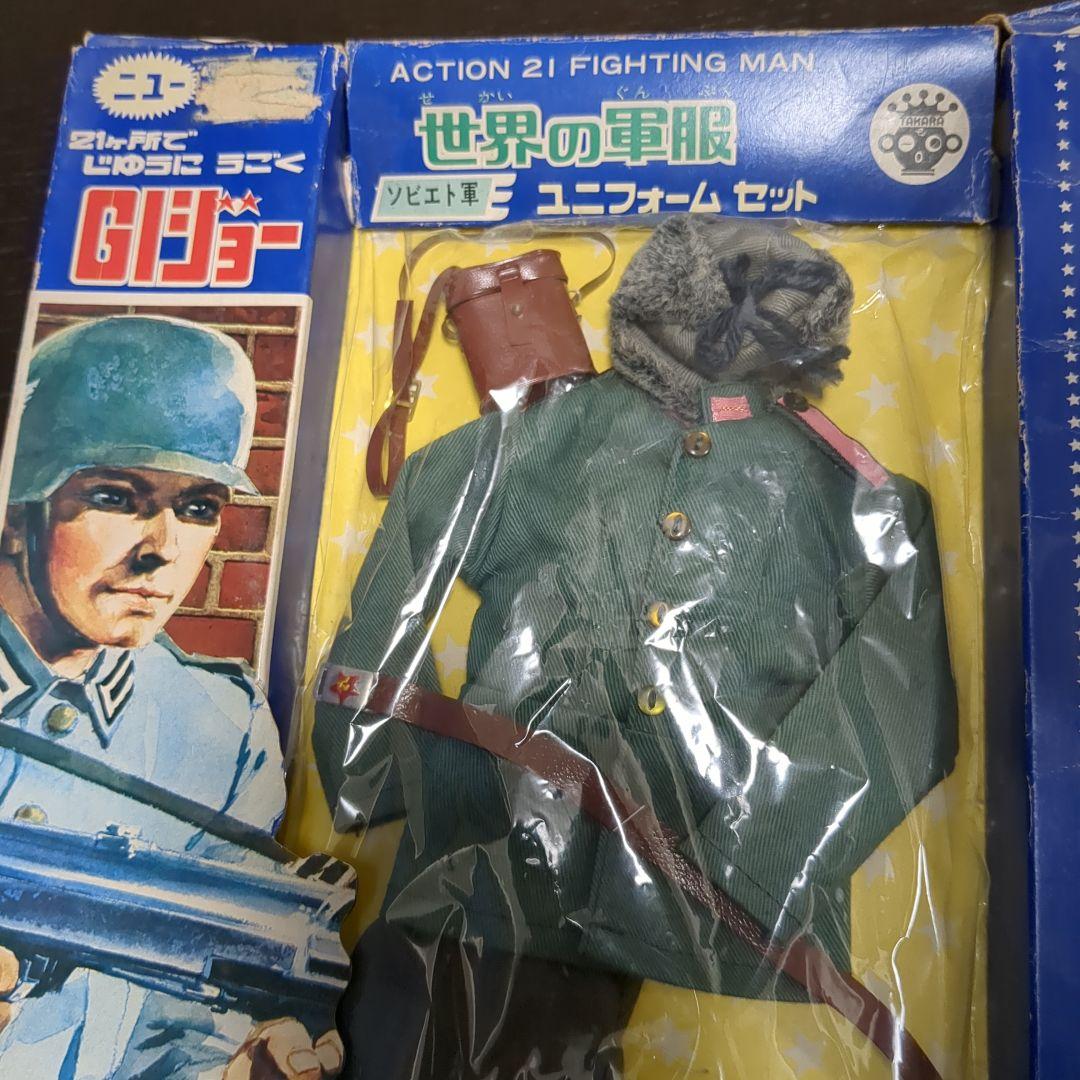 ニュー
21ヶ所で
じゆうに うごく
GIジョー
ACTION 21 FIGHTING MAN
せ かい ぐん ぷく
世界の軍服
ソビエト軍
ユニフォーム セット
TAKARA